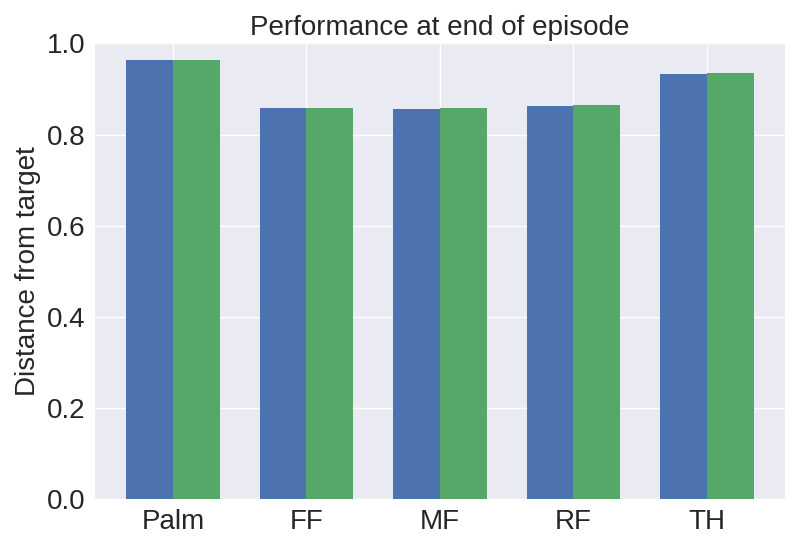 Performance at end of episode
Distance from target
1.0
0.8
0.6
0.4
0.2
0.0
Palm FF MF RF TH